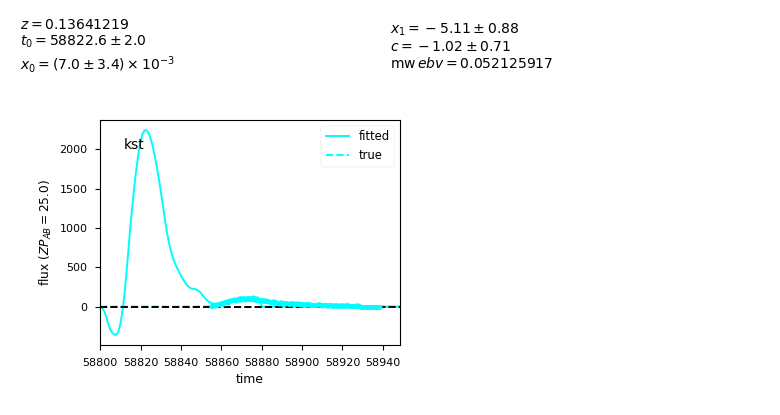 z = 0.13641219
t₀ = 58822.6 ± 2.0
x₀ = (7.0 ± 3.4) × 10⁻³
x₁ = −5.11 ± 0.88
c = −1.02 ± 0.71
mw ebv = 0.052125917
kst
fitted
true
flux (ZP_AB = 25.0)
2000
1500
1000
500
0
58800 58820 58840 58860 58880 58900 58920 58940
time